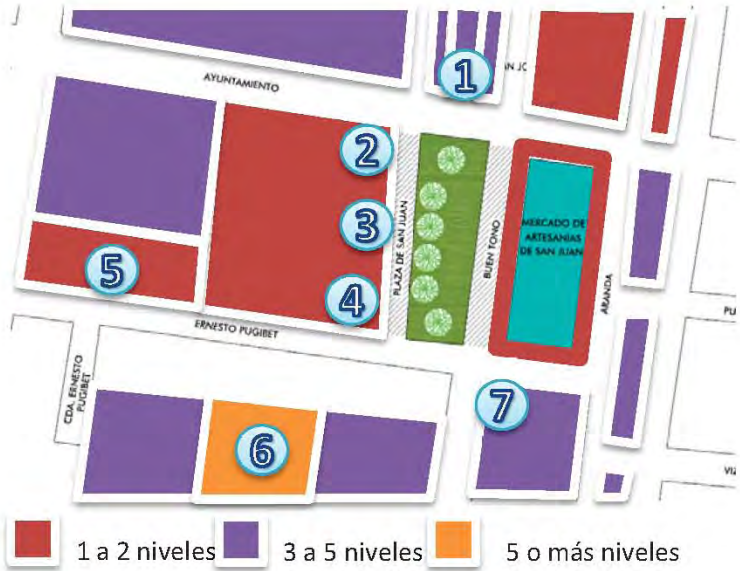 1
AYUNTAMIENTO
2
3
4
5
6
7
PLAZA DE SAN JUAN
BUEN TONO
MERCADO DE
ARTESANÍAS
DE SAN JUAN
ARANDA
ERNESTO PUGIBET
CDA. ERNESTO
PUGIBET
1 a 2 niveles
3 a 5 niveles
5 o más niveles